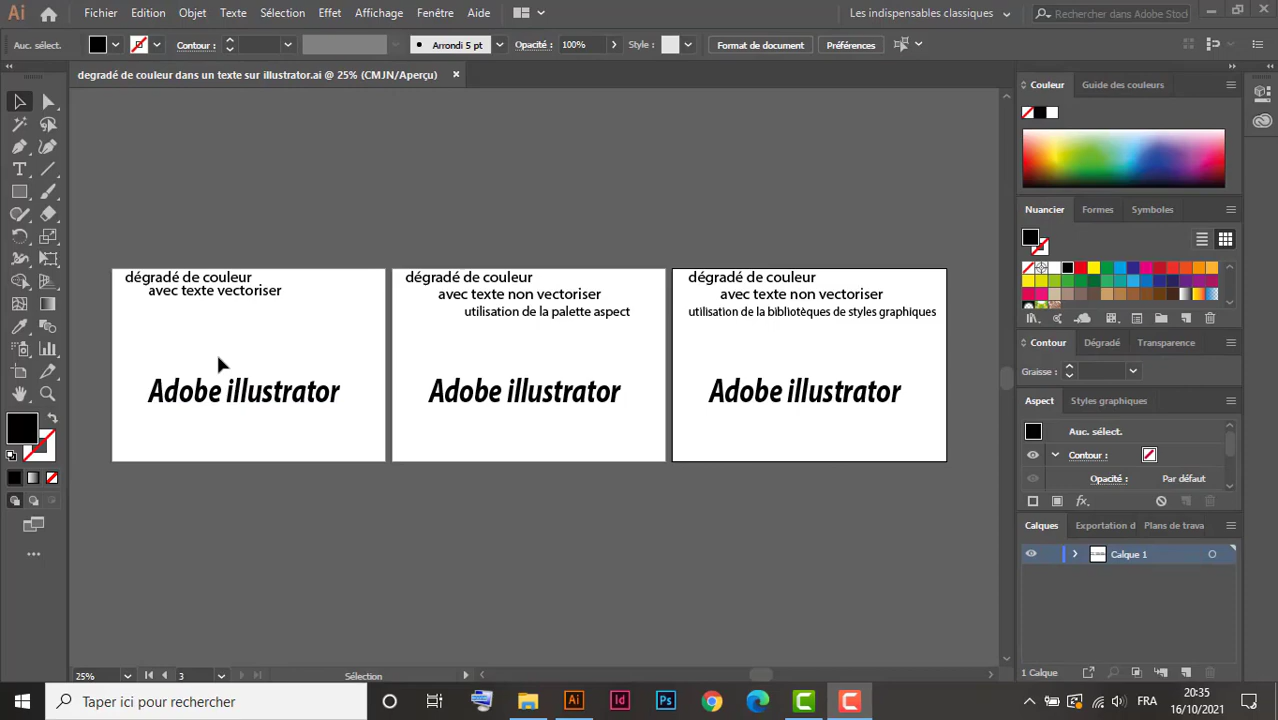 Ai Fichier Edition Objet Texte Sélection Effet Affichage Fenêtre Aide Les indispensables classiques Rechercher dans Adobe Stock
Auc. sélect. Contour : Arrondi 5 pt Opacité : 100% Style : Format de document Préférences
degradé de couleur dans un texte sur illustrator.ai @ 25% (CMJN/Aperçu)
Couleur Guide des couleurs
Nuancier Formes Symboles
dégradé de couleur
avec texte vectoriser
Adobe illustrator
dégradé de couleur
avec texte non vectoriser
utilisation de la palette aspect
Adobe illustrator
dégradé de couleur
avec texte non vectoriser
utilisation de la bibliotèques de styles graphiques
Adobe illustrator
Contour Dégradé Transparence
Graisse :
Aspect Styles graphiques
Auc. sélect.
Contour :
Opacité : Par défaut
fx
Calques Exportation d Plans de trava
Calque 1
25% 3 Sélection 1 Calque
Taper ici pour rechercher Ai Id Ps FRA 20:35
16/10/2021